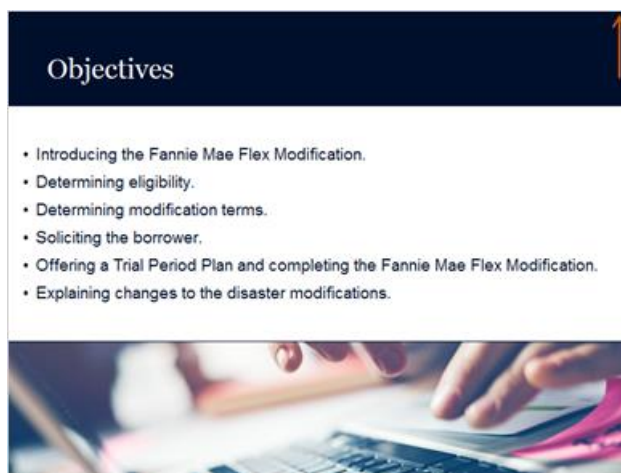 Objectives
• Introducing the Fannie Mae Flex Modification.
• Determining eligibility.
• Determining modification terms.
• Soliciting the borrower.
• Offering a Trial Period Plan and completing the Fannie Mae Flex Modification.
• Explaining changes to the disaster modifications.